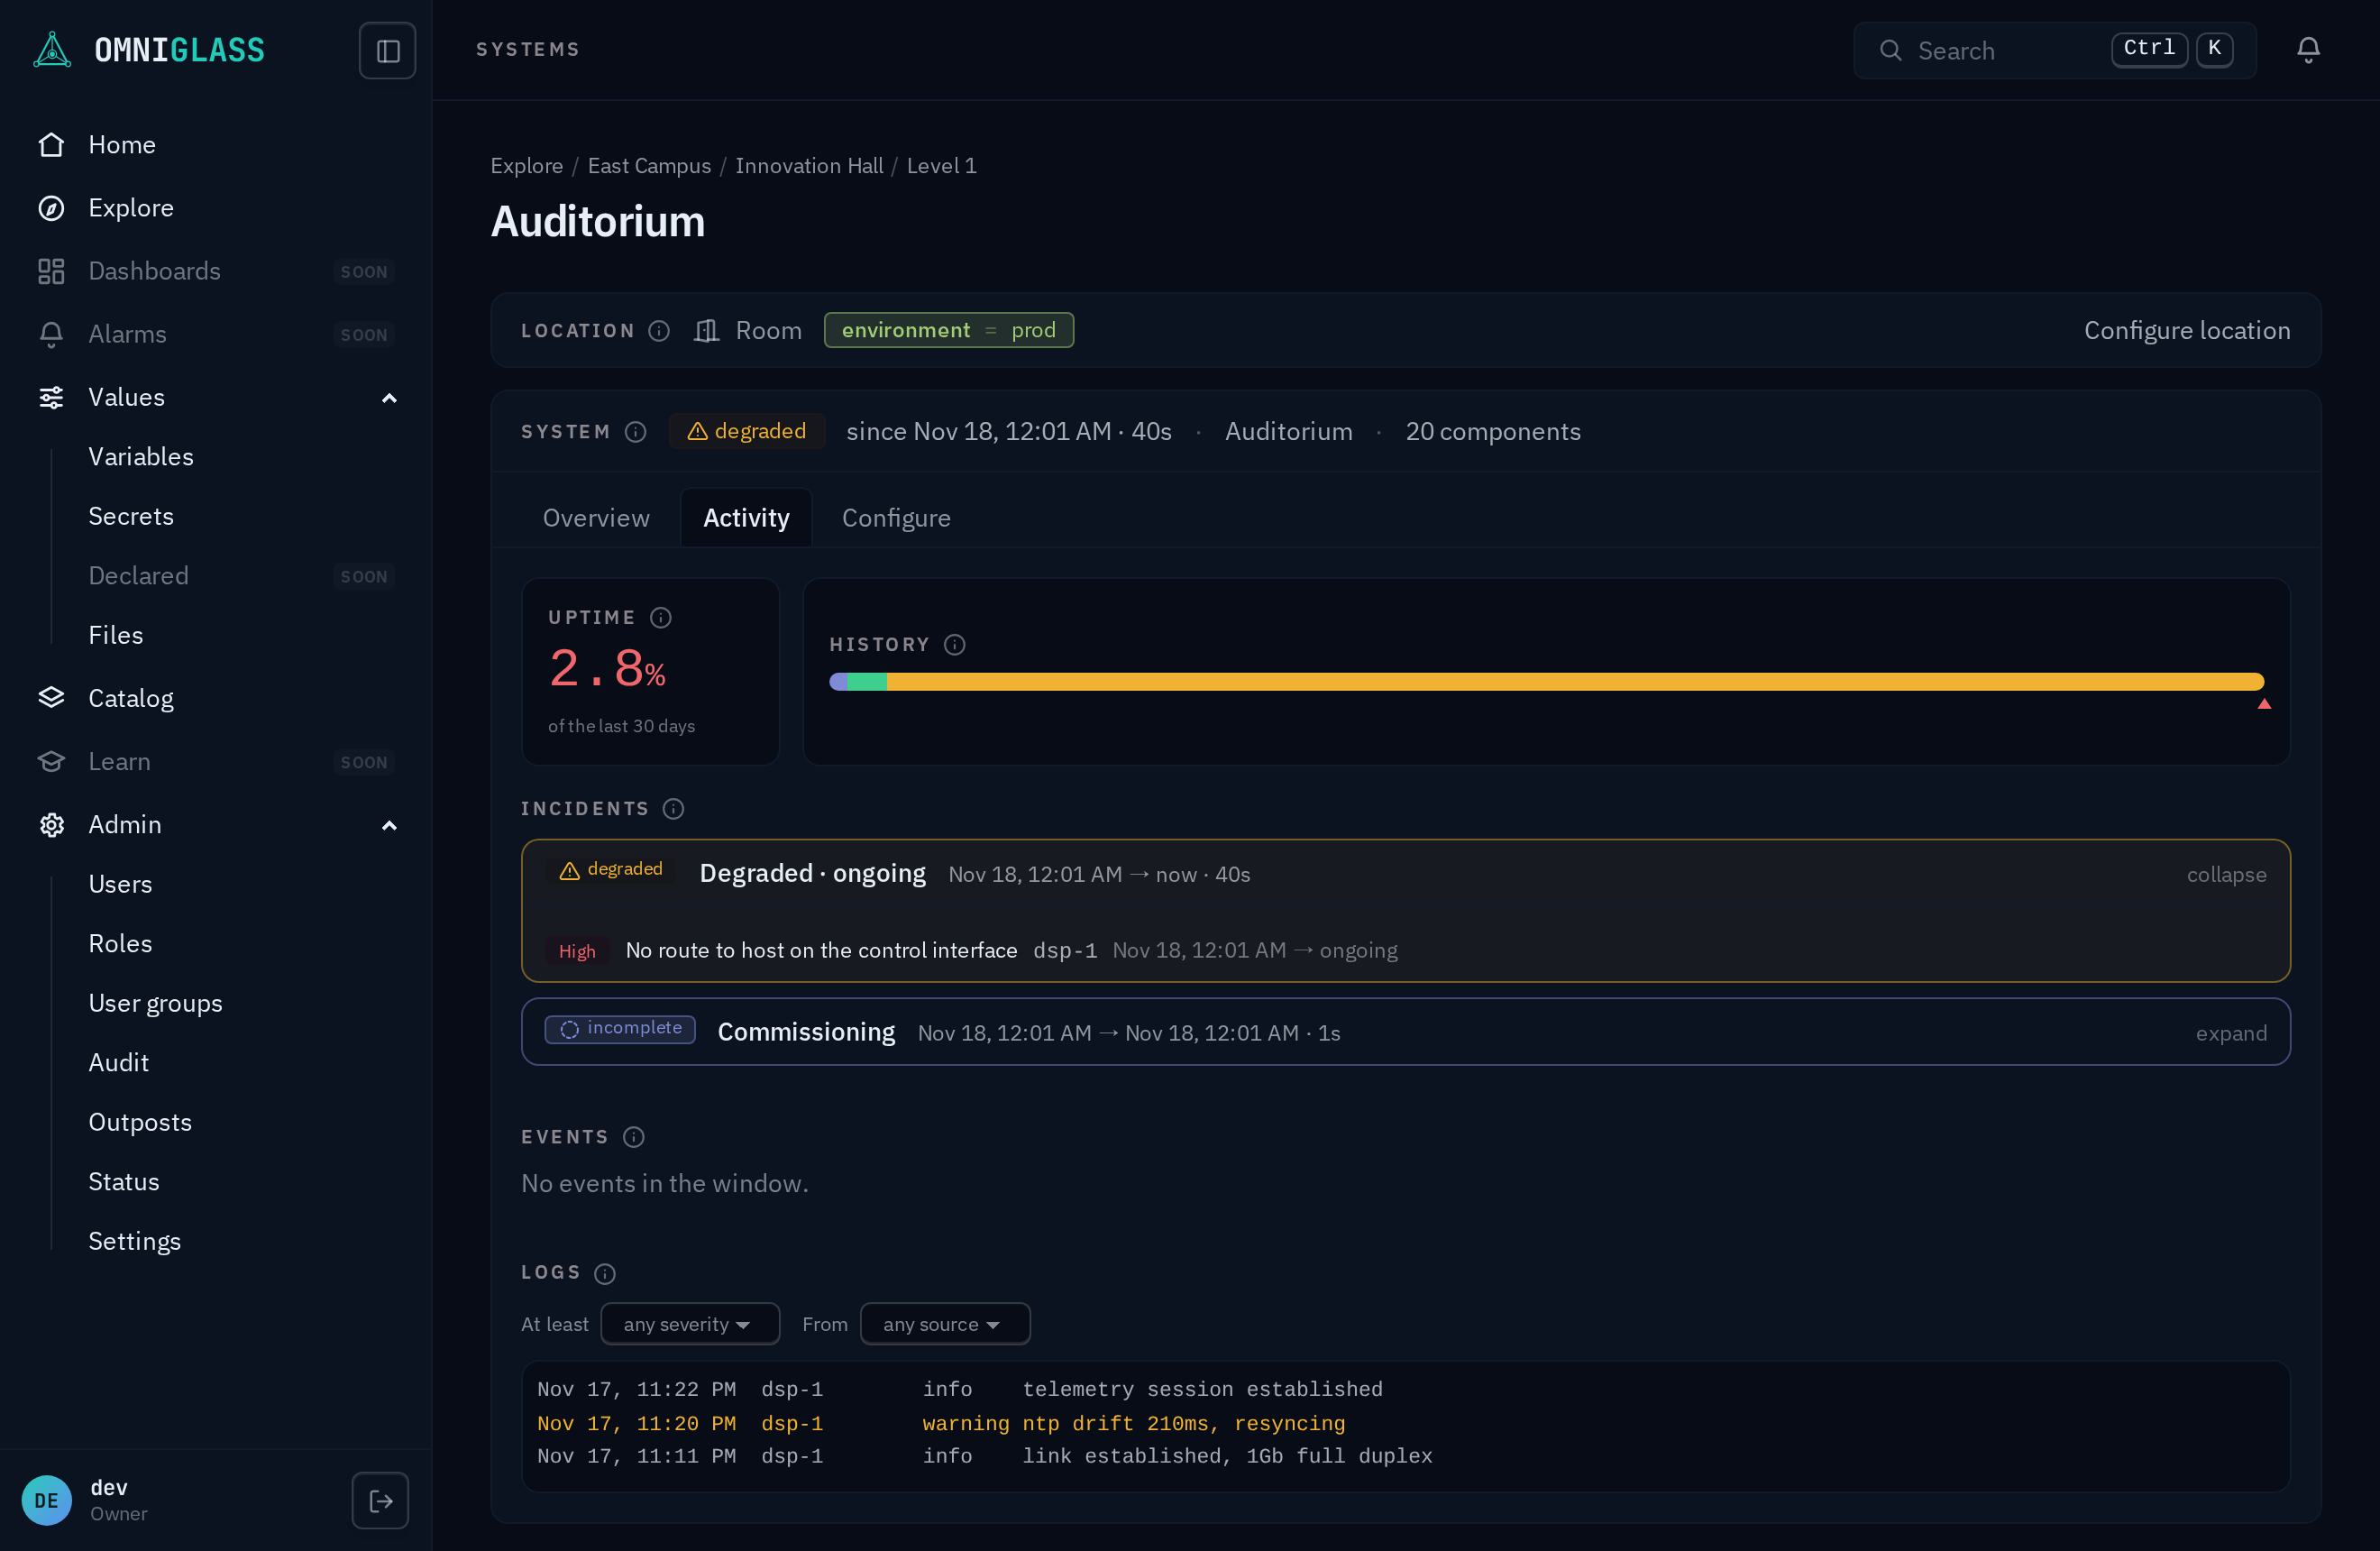 OMNIGLASS
SYSTEMS
Search Ctrl K
Home
Explore
Dashboards SOON
Alarms SOON
Values
Variables
Secrets
Declared SOON
Files
Catalog
Learn SOON
Admin
Users
Roles
User groups
Audit
Outposts
Status
Settings
DE dev
Owner
Explore / East Campus / Innovation Hall / Level 1
Auditorium
LOCATION Room environment = prod Configure location
SYSTEM degraded since Nov 18, 12:01 AM · 40s · Auditorium · 20 components
Overview Activity Configure
UPTIME
2.8%
of the last 30 days
HISTORY
INCIDENTS
degraded Degraded · ongoing Nov 18, 12:01 AM → now · 40s collapse
High No route to host on the control interface dsp-1 Nov 18, 12:01 AM → ongoing
incomplete Commissioning Nov 18, 12:01 AM → Nov 18, 12:01 AM · 1s expand
EVENTS
No events in the window.
LOGS
At least any severity From any source
Nov 17, 11:22 PM dsp-1 info telemetry session established
Nov 17, 11:20 PM dsp-1 warning ntp drift 210ms, resyncing
Nov 17, 11:11 PM dsp-1 info link established, 1Gb full duplex